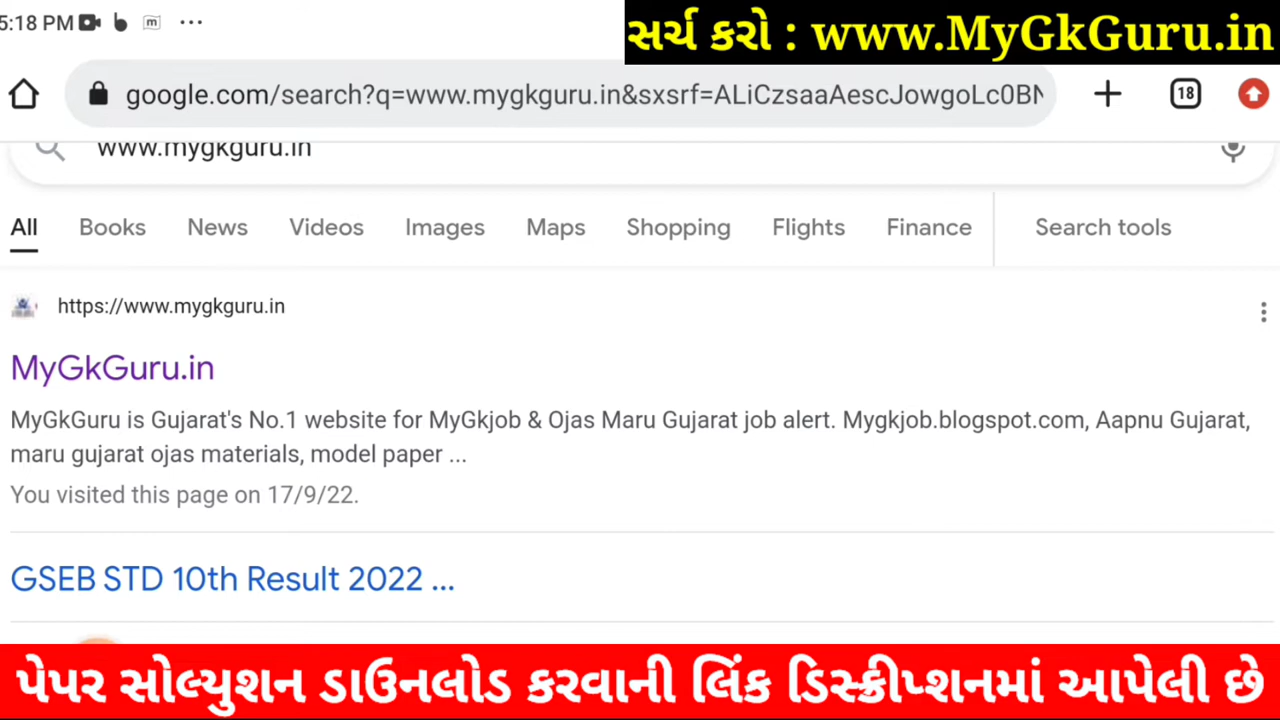 5:18 PM m ...
સર્ચ કરો : www.MyGkGuru.in
google.com/search?q=www.mygkguru.in&sxsrf=ALiCzsaaAescJowgoLc0BN
18
www.mygkguru.in
All Books News Videos Images Maps Shopping Flights Finance Search tools
https://www.mygkguru.in
MyGkGuru.in
MyGkGuru is Gujarat's No.1 website for MyGkjob & Ojas Maru Gujarat job alert. Mygkjob.blogspot.com, Aapnu Gujarat,
maru gujarat ojas materials, model paper ...
You visited this page on 17/9/22.
GSEB STD 10th Result 2022 ...
પેપર સોલ્યુશન ડાઉનલોડ કરવાની લિંક ડિસ્ક્રીપ્શનમાં આપેલી છે